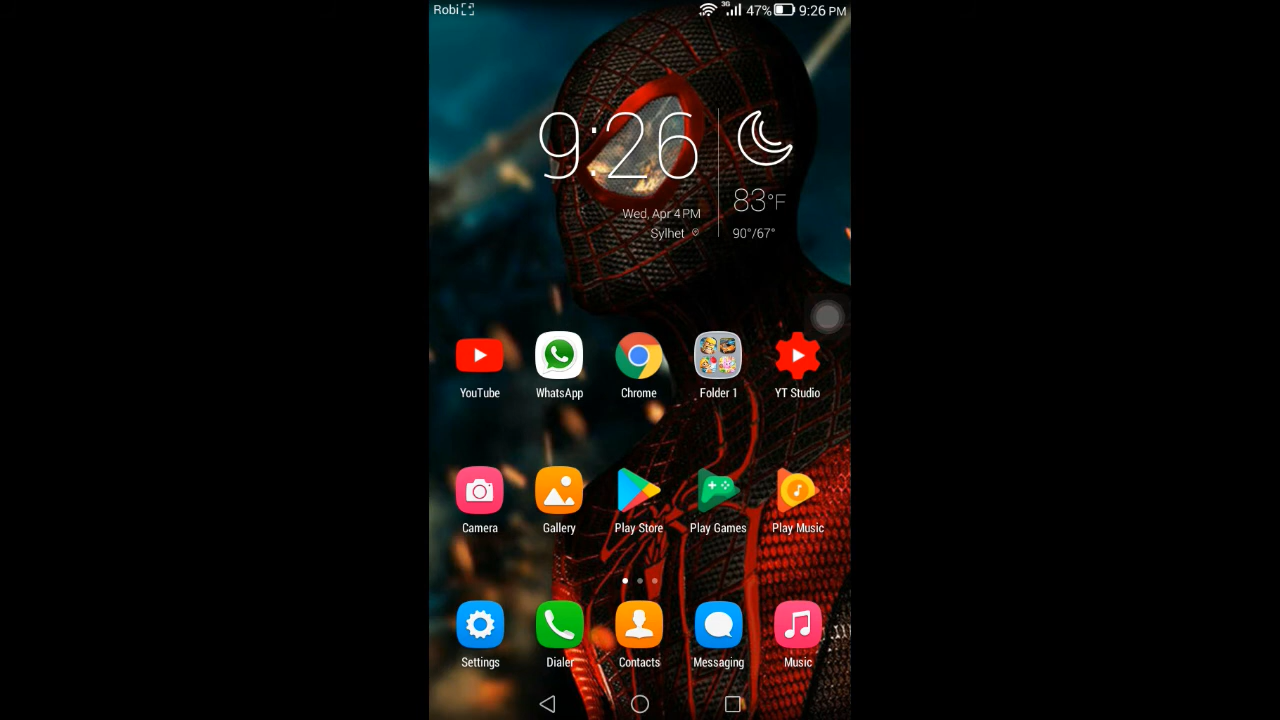 Robi 3G 47% 9:26 PM
9:26
83°F
Wed, Apr 4 PM
Sylhet 90°/67°
YouTube WhatsApp Chrome Folder 1 YT Studio
Camera Gallery Play Store Play Games Play Music
Settings Dialer Contacts Messaging Music